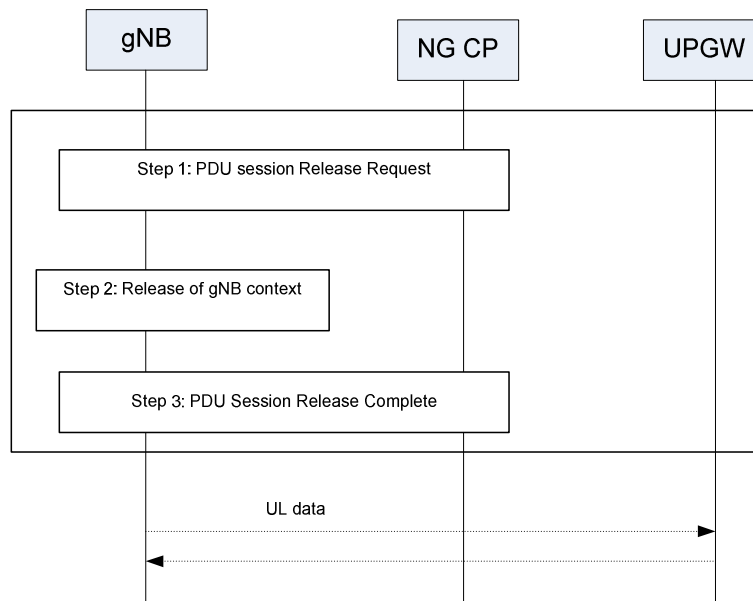 gNB
NG CP
UPGW
Step 1: PDU session Release Request
Step 2: Release of gNB context
Step 3: PDU Session Release Complete
UL data